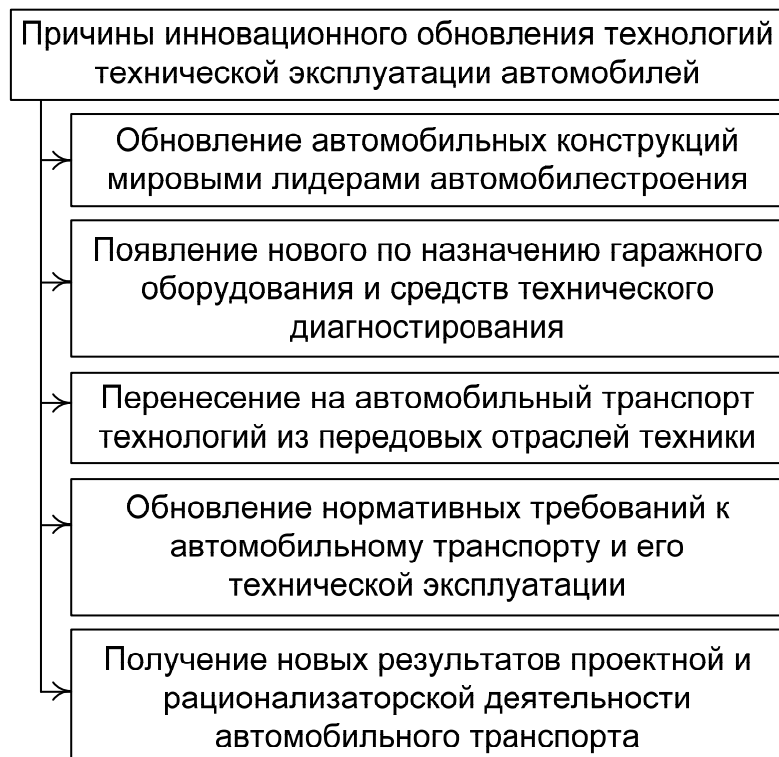 Причины инновационного обновления технологий
технической эксплуатации автомобилей
Обновление автомобильных конструкций
мировыми лидерами автомобилестроения
Появление нового по назначению гаражного
оборудования и средств технического
диагностирования
Перенесение на автомобильный транспорт
технологий из передовых отраслей техники
Обновление нормативных требований к
автомобильному транспорту и его
технической эксплуатации
Получение новых результатов проектной и
рационализаторской деятельности
автомобильного транспорта